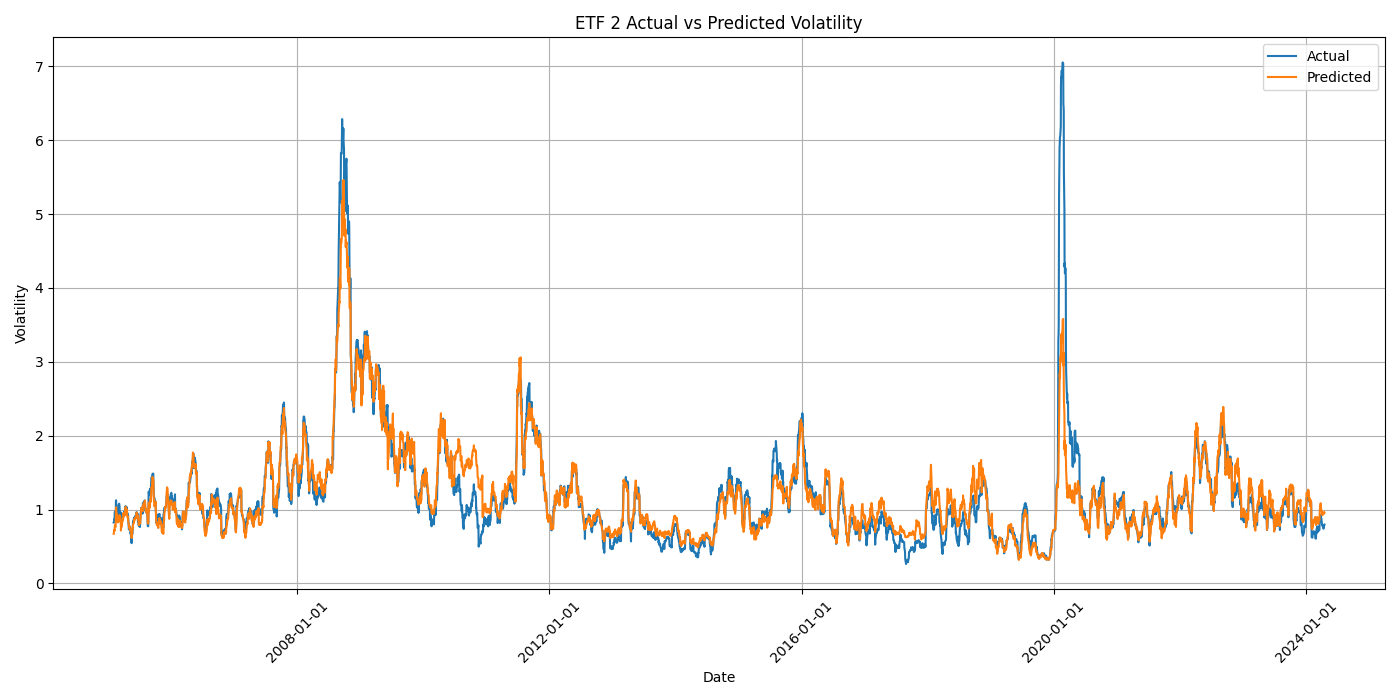 ETF 2 Actual vs Predicted Volatility
Actual
Predicted
7
6
5
4
3
2
1
0
Volatility
2008-01-01
2012-01-01
2016-01-01
2020-01-01
2024-01-01
Date